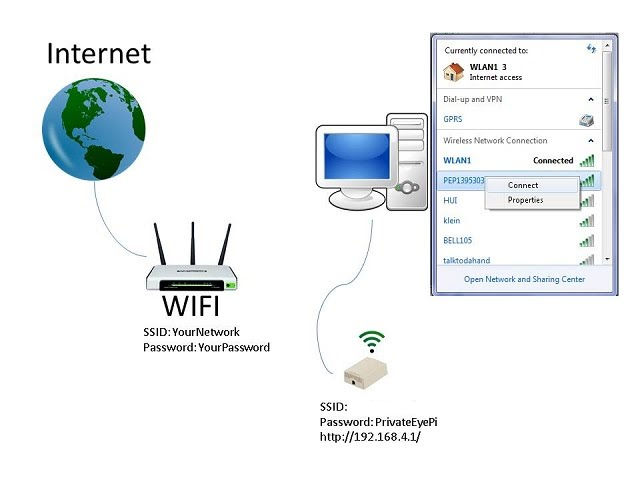 Internet
WIFI
SSID: YourNetwork
Password: YourPassword
SSID:
Password: PrivateEyePi
http://192.168.4.1/
Currently connected to:
WLAN1 3
Internet access
Dial-up and VPN
GPRS
Wireless Network Connection
WLAN1 Connected
PEP1395303
Connect
Properties
HUI
klein
BELL105
talktodahand
Open Network and Sharing Center